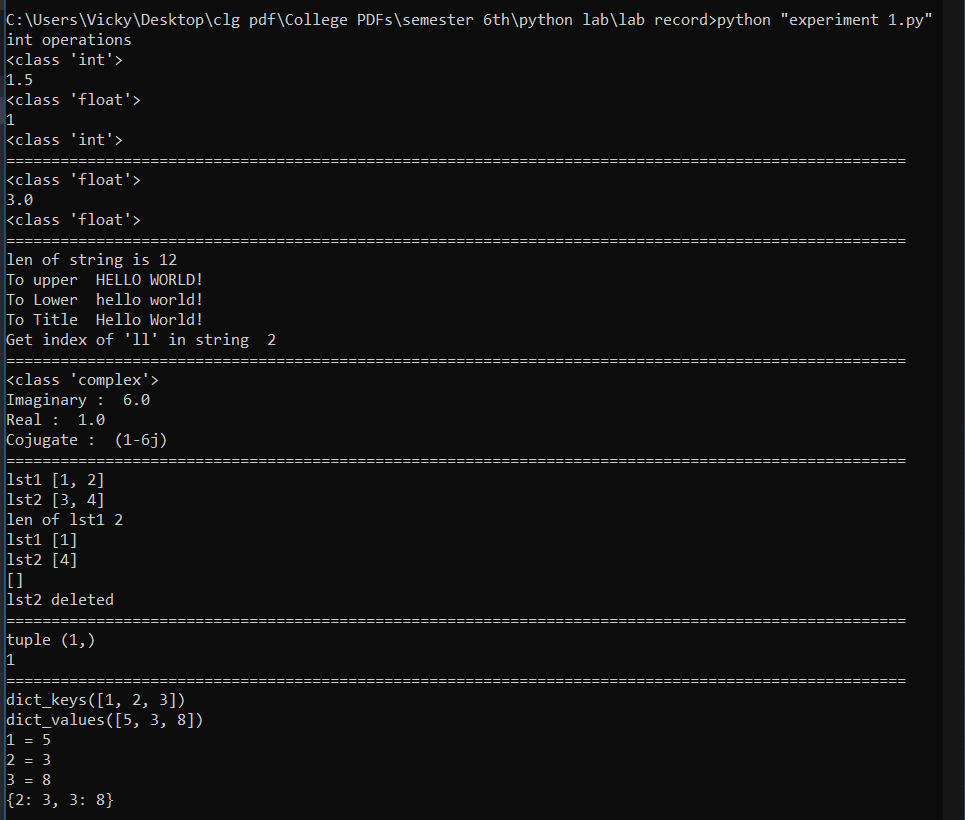 C:\Users\Vicky\Desktop\clg pdf\College PDFs\semester 6th\python lab\lab record>python "experiment 1.py"
int operations
<class 'int'>
1.5
<class 'float'>
1
<class 'int'>
====================================================================================================
<class 'float'>
3.0
<class 'float'>
====================================================================================================
len of string is 12
To upper  HELLO WORLD!
To Lower  hello world!
To Title  Hello World!
Get index of 'll' in string  2
====================================================================================================
<class 'complex'>
Imaginary :  6.0
Real :  1.0
Cojugate :  (1-6j)
====================================================================================================
lst1 [1, 2]
lst2 [3, 4]
len of lst1 2
lst1 [1]
lst2 [4]
[]
lst2 deleted
====================================================================================================
tuple (1,)
1
====================================================================================================
dict_keys([1, 2, 3])
dict_values([5, 3, 8])
1 = 5
2 = 3
3 = 8
{2: 3, 3: 8}